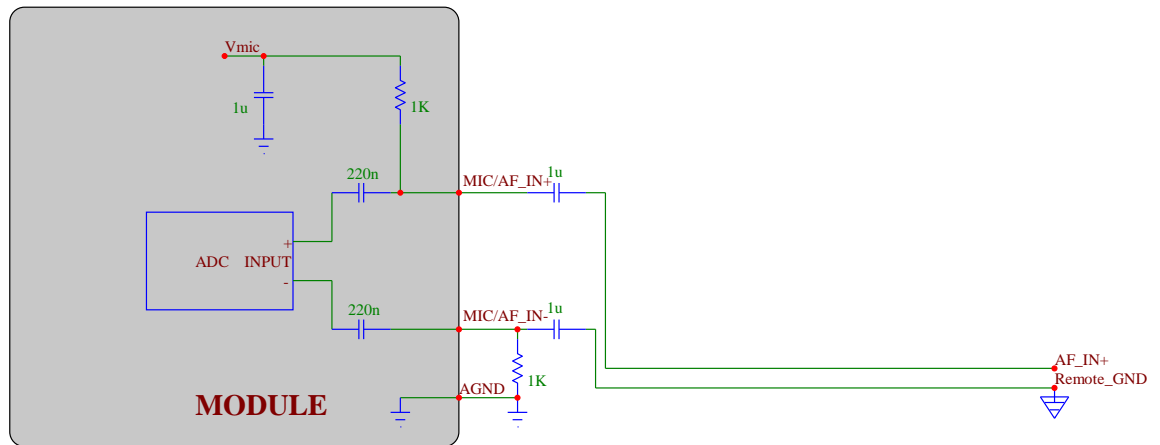 Vmic
1u
1K
220n
MIC/AF_IN+
1u
+
ADC INPUT
-
220n
MIC/AF_IN-
1u
AF_IN+
Remote_GND
1K
AGND
MODULE